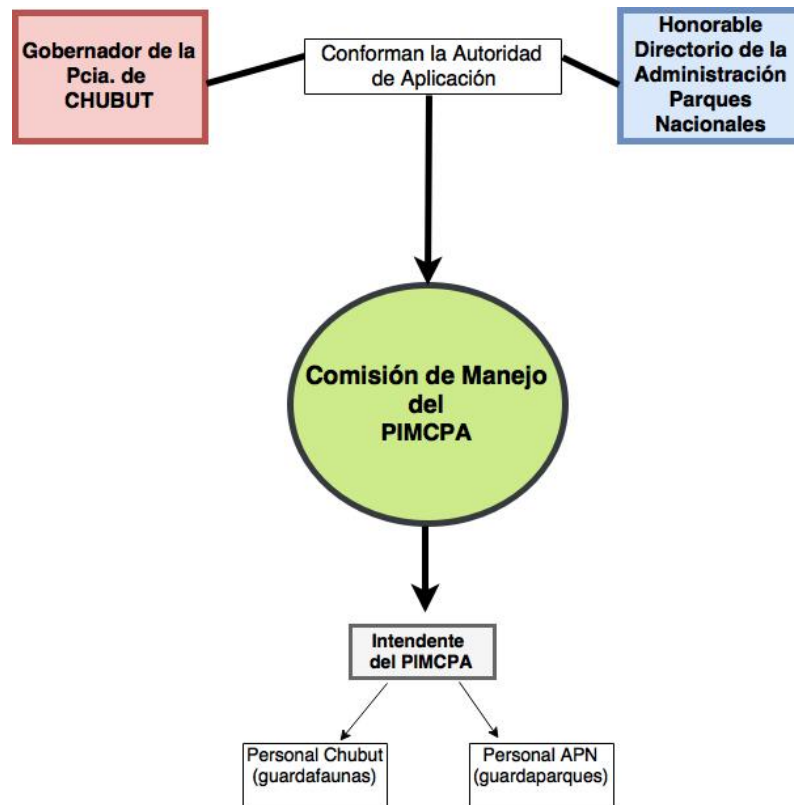 Gobernador de la
Pcia. de
CHUBUT
Conforman la Autoridad
de Aplicación
Honorable
Directorio de la
Administración
Parques
Nacionales
Comisión de Manejo
del
PIMCPA
Intendente
del PIMCPA
Personal Chubut
(guardafaunas)
Personal APN
(guardaparques)